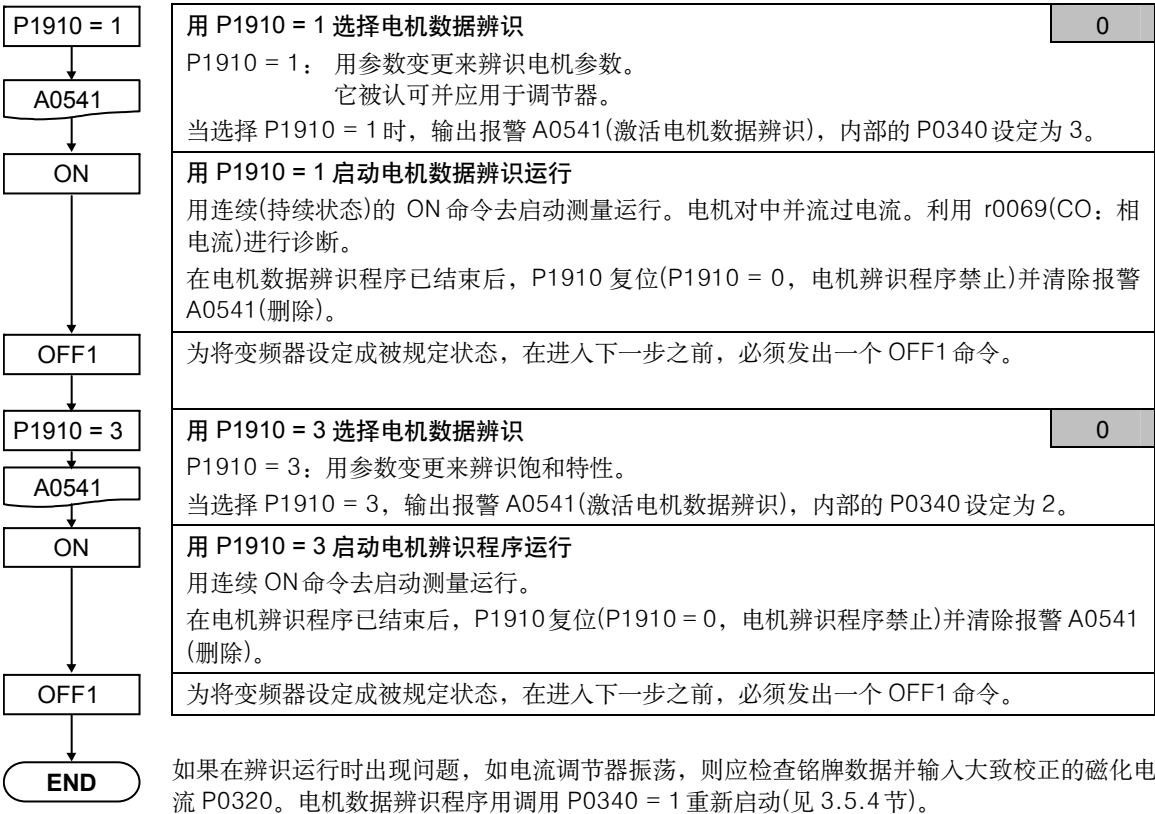 P1910 = 1
用 P1910 = 1 选择电机数据辨识
0
P1910 = 1： 用参数变更来辨识电机参数。
它被认可并应用于调节器。
A0541
当选择 P1910 = 1时，输出报警 A0541(激活电机数据辨识)，内部的 P0340设定为 3。
ON
用 P1910 = 1 启动电机数据辨识运行
用连续(持续状态)的 ON 命令去启动测量运行。电机对中并流过电流。利用 r0069(CO：相
电流)进行诊断。
在电机数据辨识程序已结束后，P1910 复位(P1910 = 0，电机辨识程序禁止)并清除报警
A0541(删除)。
OFF1
为将变频器设定成被规定状态，在进入下一步之前，必须发出一个 OFF1 命令。
P1910 = 3
用 P1910 = 3 选择电机数据辨识
0
P1910 = 3：用参数变更来辨识饱和特性。
A0541
当选择 P1910 = 3，输出报警 A0541(激活电机数据辨识)，内部的 P0340设定为 2。
ON
用 P1910 = 3 启动电机辨识程序运行
用连续 ON命令去启动测量运行。
在电机辨识程序已结束后，P1910复位(P1910 = 0，电机辨识程序禁止)并清除报警 A0541
(删除)。
OFF1
为将变频器设定成被规定状态，在进入下一步之前，必须发出一个 OFF1 命令。
END
如果在辨识运行时出现问题，如电流调节器振荡，则应检查铭牌数据并输入大致校正的磁化电
流 P0320。电机数据辨识程序用调用 P0340 = 1重新启动(见 3.5.4节)。